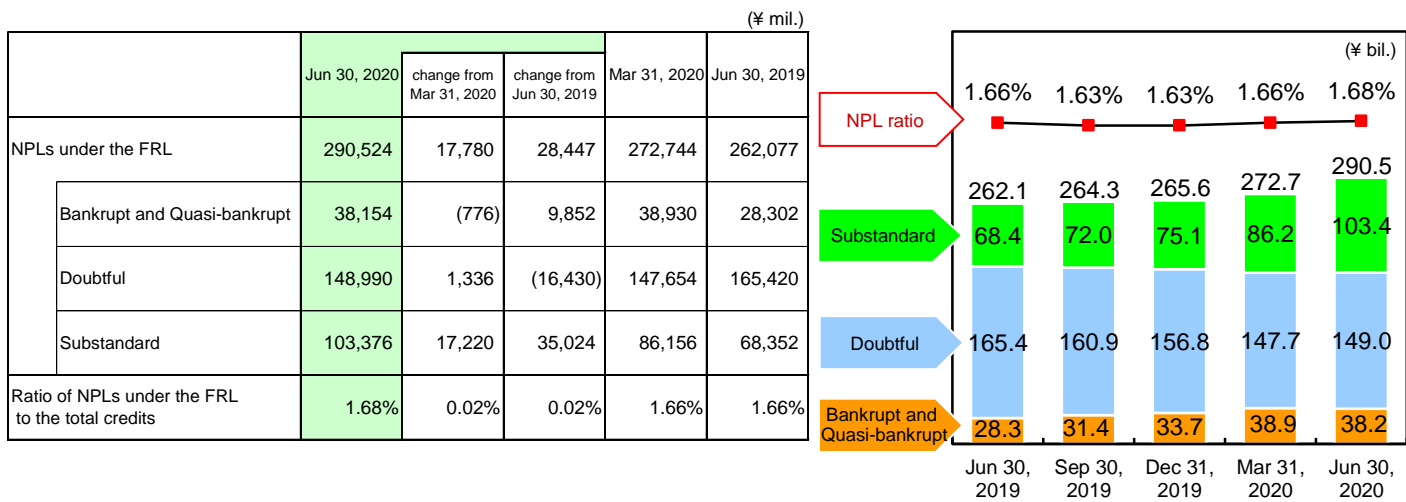 (¥ mil.)
Jun 30, 2020 change from Mar 31, 2020 change from Jun 30, 2019 Mar 31, 2020 Jun 30, 2019
NPLs under the FRL 290,524 17,780 28,447 272,744 262,077
Bankrupt and Quasi-bankrupt 38,154 (776) 9,852 38,930 28,302
Doubtful 148,990 1,336 (16,430) 147,654 165,420
Substandard 103,376 17,220 35,024 86,156 68,352
Ratio of NPLs under the FRL
to the total credits 1.68% 0.02% 0.02% 1.66% 1.66%
(¥ bil.)
1.66% 1.63% 1.63% 1.66% 1.68%
NPL ratio
262.1 264.3 265.6 272.7 290.5
Substandard 68.4 72.0 75.1 86.2 103.4
Doubtful 165.4 160.9 156.8 147.7 149.0
Bankrupt and
Quasi-bankrupt 28.3 31.4 33.7 38.9 38.2
Jun 30, Sep 30, Dec 31, Mar 31, Jun 30,
2019 2019 2019 2020 2020